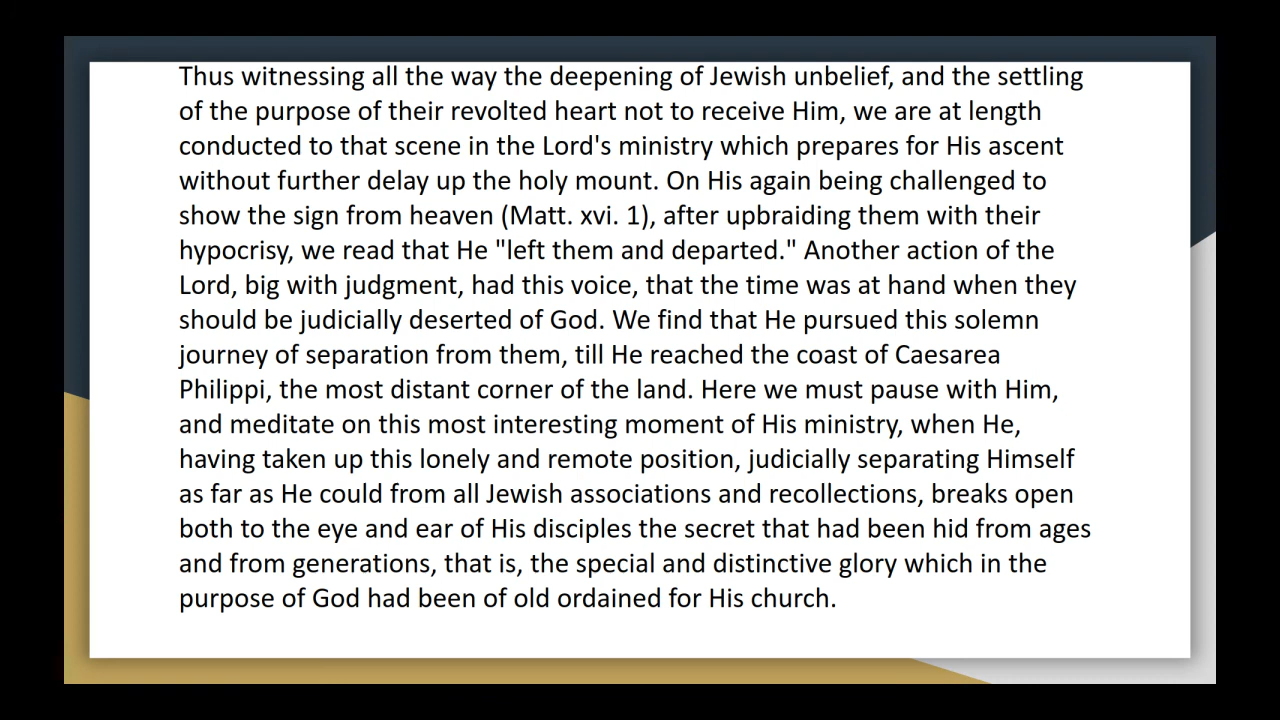 Thus witnessing all the way the deepening of Jewish unbelief, and the settling
of the purpose of their revolted heart not to receive Him, we are at length
conducted to that scene in the Lord's ministry which prepares for His ascent
without further delay up the holy mount. On His again being challenged to
show the sign from heaven (Matt. xvi. 1), after upbraiding them with their
hypocrisy, we read that He "left them and departed." Another action of the
Lord, big with judgment, had this voice, that the time was at hand when they
should be judicially deserted of God. We find that He pursued this solemn
journey of separation from them, till He reached the coast of Caesarea
Philippi, the most distant corner of the land. Here we must pause with Him,
and meditate on this most interesting moment of His ministry, when He,
having taken up this lonely and remote position, judicially separating Himself
as far as He could from all Jewish associations and recollections, breaks open
both to the eye and ear of His disciples the secret that had been hid from ages
and from generations, that is, the special and distinctive glory which in the
purpose of God had been of old ordained for His church.